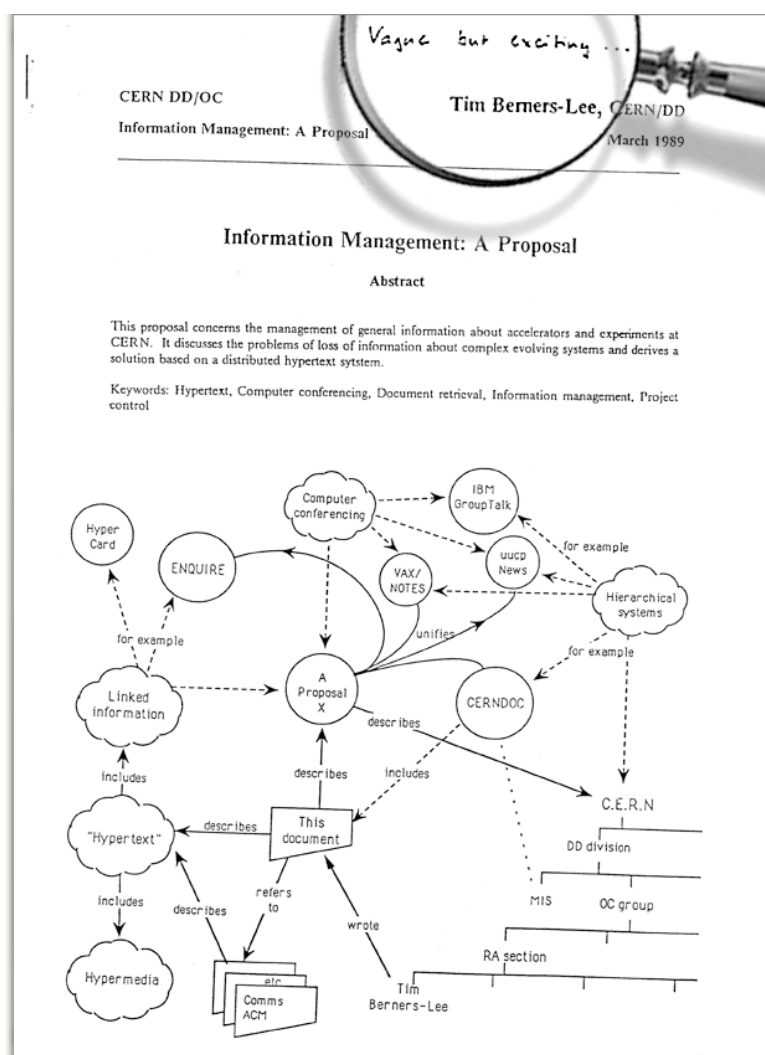 Vague but exciting ...
CERN DD/OC
Tim Berners-Lee, CERN/DD
Information Management: A Proposal
March 1989
Information Management: A Proposal
Abstract
This proposal concerns the management of general information about accelerators and experiments at
CERN. It discusses the problems of loss of information about complex evolving systems and derives a
solution based on a distributed hypertext sytstem.
Keywords: Hypertext, Computer conferencing, Document retrieval, Information management, Project
control
Computer
conferencing
IBM
GroupTalk
Hyper
Card
ENQUIRE
VAX/
NOTES
uucp
News
for example
Hierarchical
systems
unifies
for example
for example
A
Proposal
X
Linked
information
CERNDOC
describes
includes
describes
includes
C.E.R.N
This
document
"Hypertext"
describes
DD division
refers
to
MIS
OC group
includes
describes
wrote
RA section
Hypermedia
etc
Comms
ACM
Tim
Berners-Lee